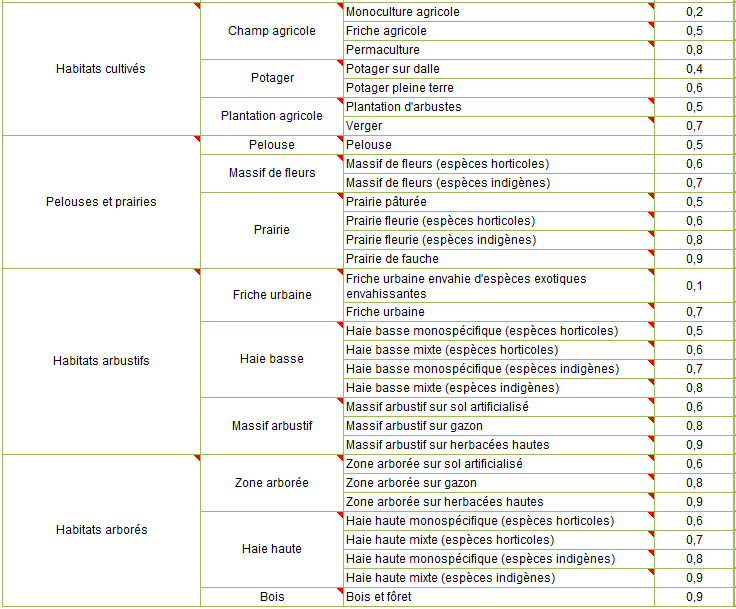 Habitats cultivés
Champ agricole
Monoculture agricole 0,2
Friche agricole 0,5
Permaculture 0,8
Potager
Potager sur dalle 0,4
Potager pleine terre 0,6
Plantation agricole
Plantation d'arbustes 0,5
Verger 0,7
Pelouses et prairies
Pelouse
Pelouse 0,5
Massif de fleurs
Massif de fleurs (espèces horticoles) 0,6
Massif de fleurs (espèces indigènes) 0,7
Prairie
Prairie pâturée 0,5
Prairie fleurie (espèces horticoles) 0,6
Prairie fleurie (espèces indigènes) 0,8
Prairie de fauche 0,9
Habitats arbustifs
Friche urbaine
Friche urbaine envahie d'espèces exotiques
envahissantes 0,1
Friche urbaine 0,7
Haie basse
Haie basse monospécifique (espèces horticoles) 0,5
Haie basse mixte (espèces horticoles) 0,6
Haie basse monospécifique (espèces indigènes) 0,7
Haie basse mixte (espèces indigènes) 0,8
Massif arbustif
Massif arbustif sur sol artificialisé 0,6
Massif arbustif sur gazon 0,8
Massif arbustif sur herbacées hautes 0,9
Habitats arborés
Zone arborée
Zone arborée sur sol artificialisé 0,6
Zone arborée sur gazon 0,8
Zone arborée sur herbacées hautes 0,9
Haie haute
Haie haute monospécifique (espèces horticoles) 0,6
Haie haute mixte (espèces horticoles) 0,7
Haie haute monospécifique (espèces indigènes) 0,8
Haie haute mixte (espèces indigènes) 0,9
Bois
Bois et fôret 0,9